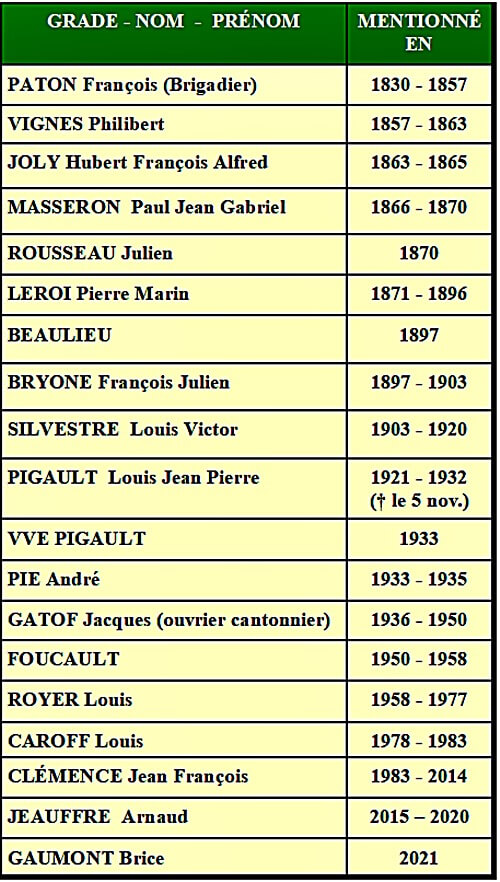 GRADE - NOM - PRÉNOM MENTIONNÉ
EN
PATON François (Brigadier) 1830 - 1857
VIGNES Philibert 1857 - 1863
JOLY Hubert François Alfred 1863 - 1865
MASSERON Paul Jean Gabriel 1866 - 1870
ROUSSEAU Julien 1870
LEROI Pierre Marin 1871 - 1896
BEAULIEU 1897
BRYONE François Julien 1897 - 1903
SILVESTRE Louis Victor 1903 - 1920
PIGAULT Louis Jean Pierre 1921 - 1932
(† le 5 nov.)
VVE PIGAULT 1933
PIE André 1933 - 1935
GATOF Jacques (ouvrier cantonnier) 1936 - 1950
FOUCAULT 1950 - 1958
ROYER Louis 1958 - 1977
CAROFF Louis 1978 - 1983
CLÉMENCE Jean François 1983 - 2014
JEAUFFRE Arnaud 2015 – 2020
GAUMONT Brice 2021